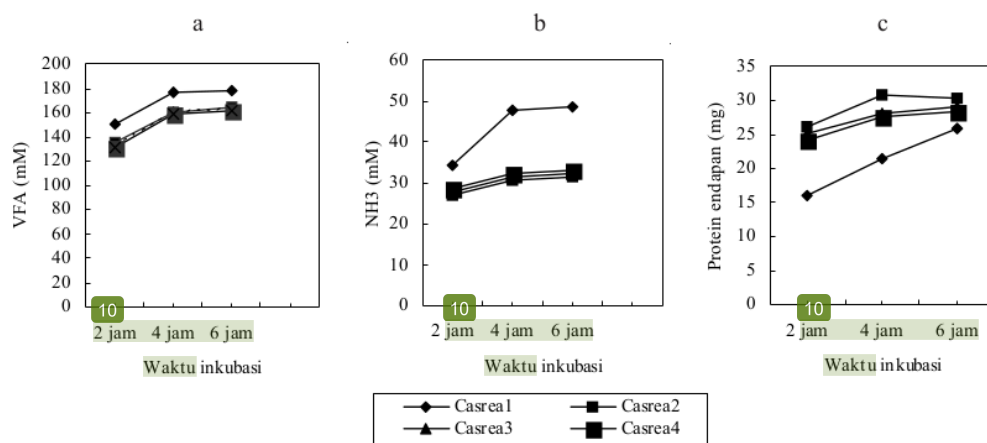 a
VFA (mM)
200
180
160
140
120
100
80
60
40
20
0
10
2 jam 4 jam 6 jam
Waktu inkubasi
b
NH3 (mM)
60
50
40
30
20
10
0
10
2 jam 4 jam 6 jam
Waktu inkubasi
c
Protein endapan (mg)
35
30
25
20
15
10
5
0
10
2 jam 4 jam 6 jam
Waktu inkubasi
Casrea1 Casrea2
Casrea3 Casrea4